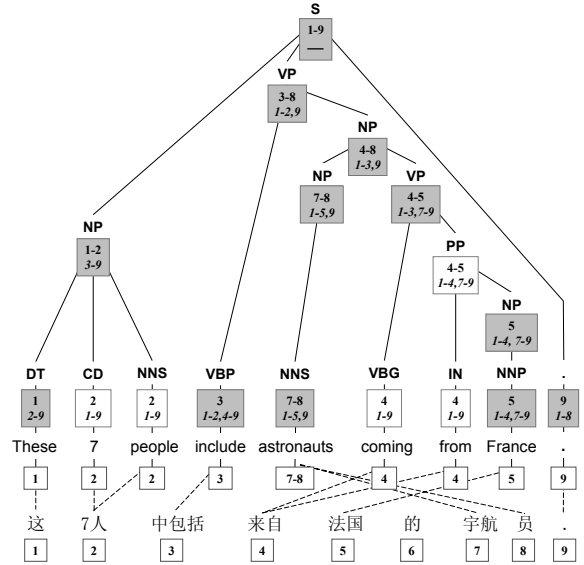 S
1-9
—
VP
3-8
1-2,9
NP
4-8
1-3,9
NP VP
7-8 4-5
1-5,9 1-3,7-9
NP PP
1-2 4-5
3-9 1-4,7-9
NP
5
1-4, 7-9
DT CD NNS VBP NNS VBG IN NNP .
1 2 2 3 7-8 4 4 5 9
2-9 1-9 1-9 1-2,4-9 1-5,9 1-9 1-9 1-4,7-9 1-8
These 7 people include astronauts coming from France .
1 2 2 3 7-8 4 4 5 9
这 7人 中包括 来自 法国 的 宇航 员 .
1 2 3 4 5 6 7 8 9